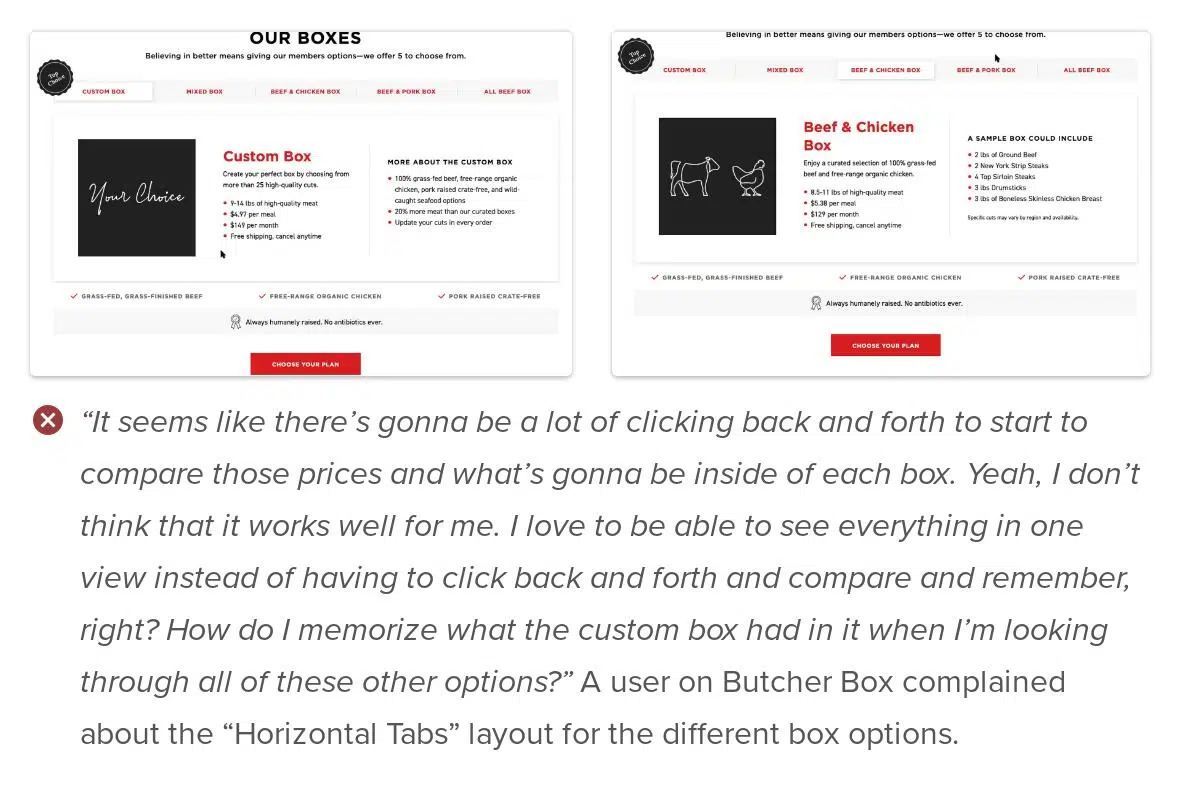 OUR BOXES
Believing in better means giving our members options—we offer 5 to choose from.
Top
Choice
CUSTOM BOX
MIXED BOX
BEEF & CHICKEN BOX
BEEF & PORK BOX
ALL BEEF BOX
Your Choice
Custom Box
Create your perfect box by choosing from
more than 25 high-quality cuts.
9-14 lbs of high-quality meat
$4.97 per meal
$149 per month
Free shipping, cancel anytime
MORE ABOUT THE CUSTOM BOX
100% grass-fed beef, free-range organic
chicken, pork raised crate-free, and wild-
caught seafood options
20% more meat than our curated boxes
Update your cuts in every order
GRASS-FED, GRASS-FINISHED BEEF
FREE-RANGE ORGANIC CHICKEN
PORK RAISED CRATE-FREE
Always humanely raised. No antibiotics ever.
CHOOSE YOUR PLAN
Believing in better means giving our members options—we offer 5 to choose from.
Top
Choice
CUSTOM BOX
MIXED BOX
BEEF & CHICKEN BOX
BEEF & PORK BOX
ALL BEEF BOX
Beef & Chicken
Box
Enjoy a curated selection of 100% grass-fed
beef and free-range organic chicken.
8.5-11 lbs of high-quality meat
$5.38 per meal
$129 per month
Free shipping, cancel anytime
A SAMPLE BOX COULD INCLUDE
2 lbs of Ground Beef
2 New York Strip Steaks
4 Top Sirloin Steaks
3 lbs Drumsticks
3 lbs of Boneless Skinless Chicken Breast
Specific cuts may vary by region and availability.
GRASS-FED, GRASS-FINISHED BEEF
FREE-RANGE ORGANIC CHICKEN
PORK RAISED CRATE-FREE
Always humanely raised. No antibiotics ever.
CHOOSE YOUR PLAN
“It seems like there’s gonna be a lot of clicking back and forth to start to
compare those prices and what’s gonna be inside of each box. Yeah, I don’t
think that it works well for me. I love to be able to see everything in one
view instead of having to click back and forth and compare and remember,
right? How do I memorize what the custom box had in it when I’m looking
through all of these other options?” A user on Butcher Box complained
about the “Horizontal Tabs” layout for the different box options.